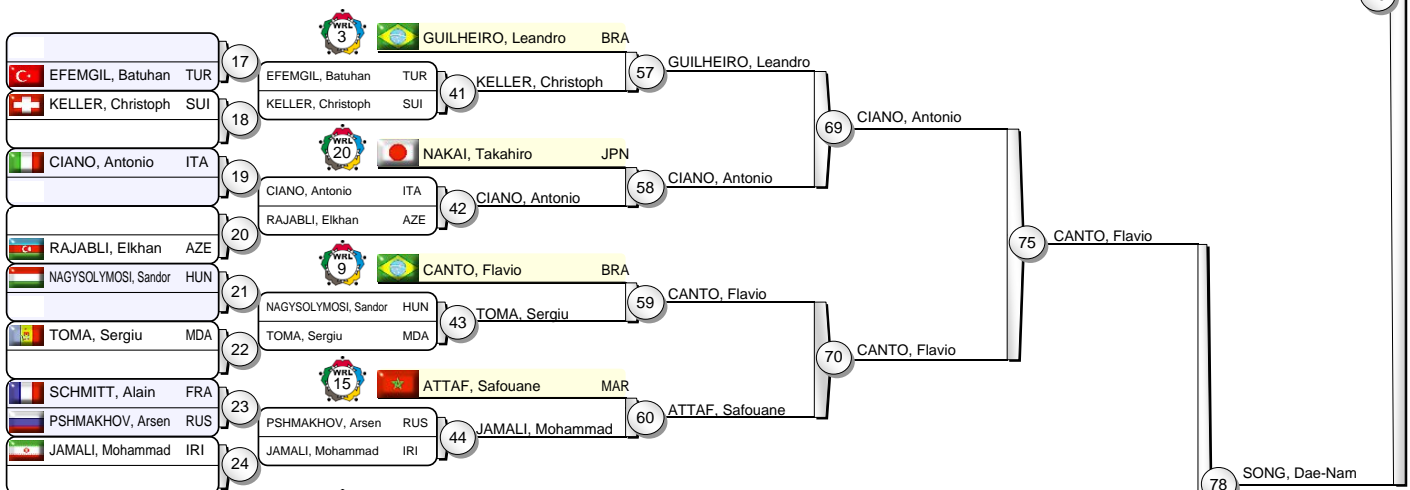 WRL
3
GUILHEIRO, Leandro BRA
EFEMGIL, Batuhan TUR
17
KELLER, Christoph SUI
18
EFEMGIL, Batuhan TUR
KELLER, Christoph SUI
41
KELLER, Christoph
57
GUILHEIRO, Leandro
WRL
20
NAKAI, Takahiro JPN
CIANO, Antonio ITA
19
RAJABLI, Elkhan AZE
20
CIANO, Antonio ITA
RAJABLI, Elkhan AZE
42
CIANO, Antonio
58
CIANO, Antonio
69
CIANO, Antonio
WRL
9
CANTO, Flavio BRA
NAGYSOLYMOSI, Sandor HUN
21
TOMA, Sergiu MDA
22
NAGYSOLYMOSI, Sandor HUN
TOMA, Sergiu MDA
43
TOMA, Sergiu
59
CANTO, Flavio
WRL
15
ATTAF, Safouane MAR
SCHMITT, Alain FRA
23
PSHMAKHOV, Arsen RUS
JAMALI, Mohammad IRI
24
PSHMAKHOV, Arsen RUS
JAMALI, Mohammad IRI
44
JAMALI, Mohammad
60
ATTAF, Safouane
70
CANTO, Flavio
75
CANTO, Flavio
78
SONG, Dae-Nam